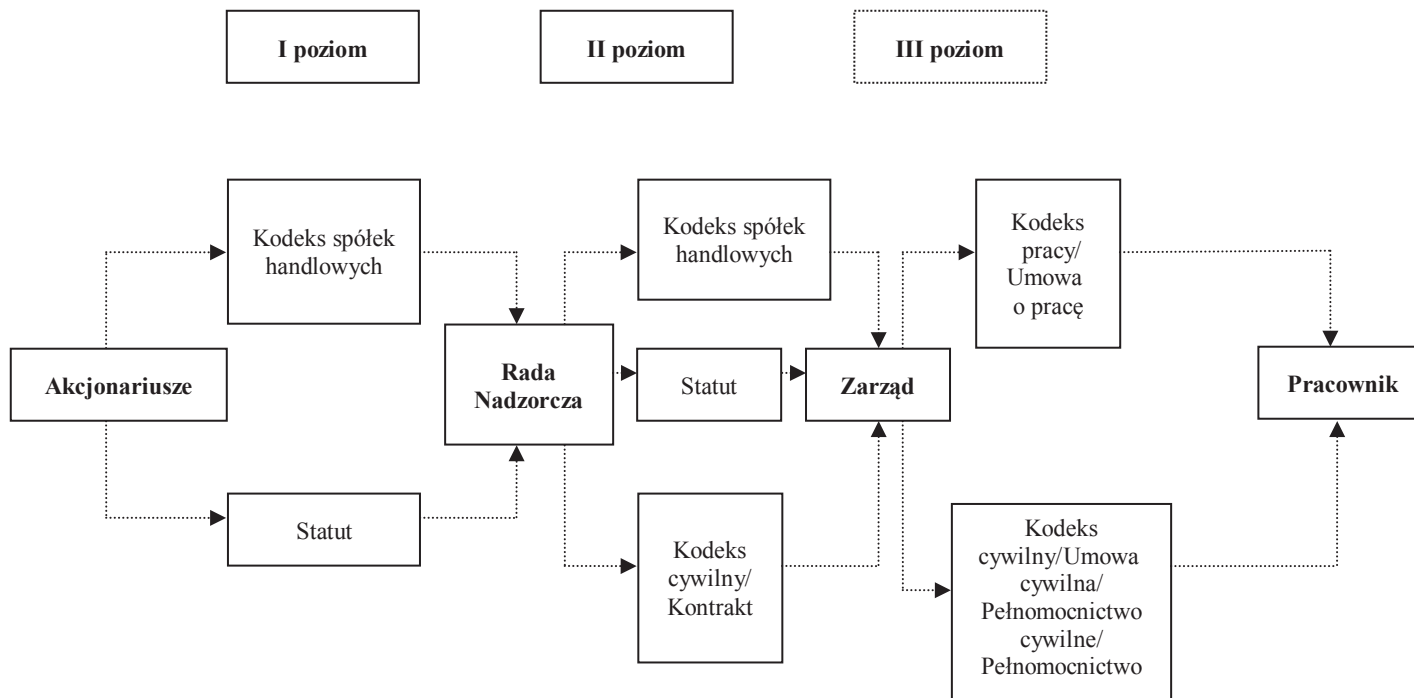 I poziom
II poziom
III poziom
Kodeks spółek
handlowych
Kodeks spółek
handlowych
Kodeks
pracy/
Umowa
o pracę
Akcjonariusze
Rada
Nadzorcza
Statut
Zarząd
Pracownik
Statut
Kodeks
cywilny/
Kontrakt
Kodeks
cywilny/Umowa
cywilna/
Pełnomocnictwo
cywilne/
Pełnomocnictwo